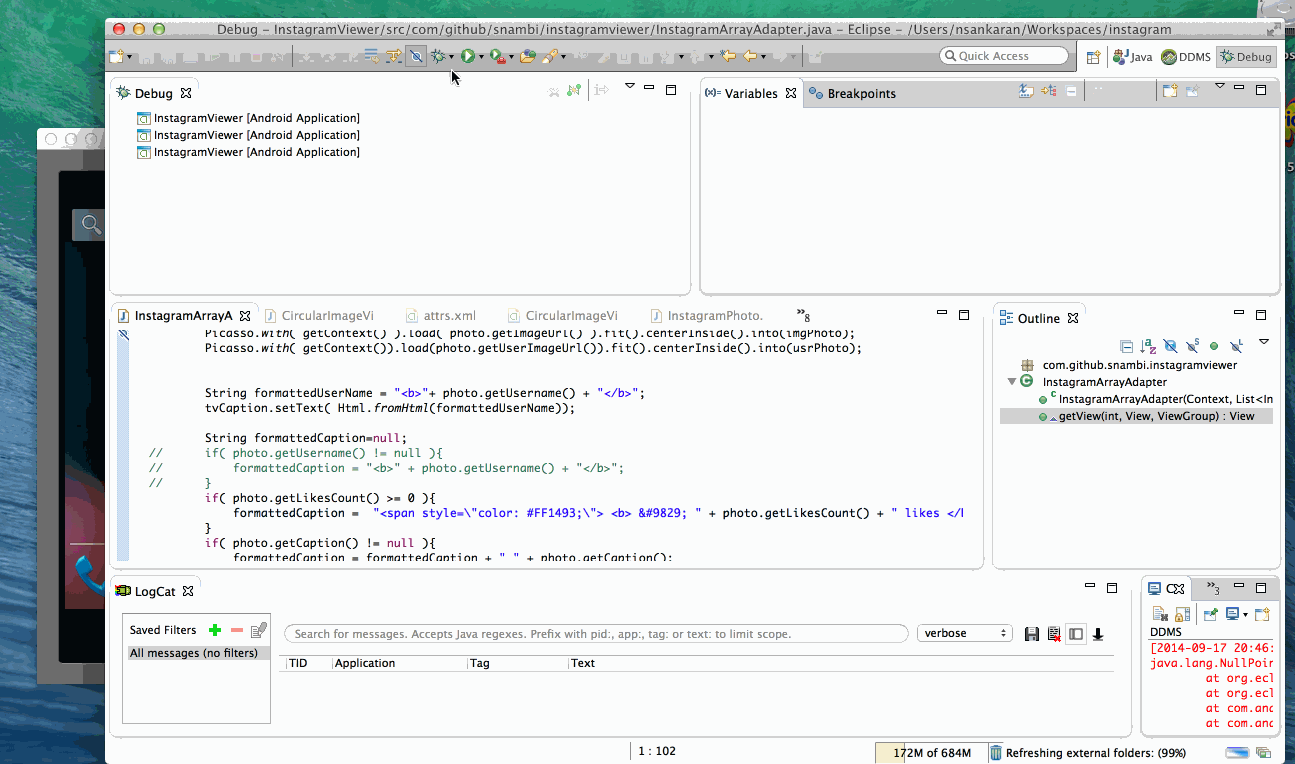 Debug – InstagramViewer/src/com/github/snambi/instagramviewer/InstagramArrayAdapter.java – Eclipse – /Users/nsankaran/Workspaces/instagram
Quick Access
Java
DDMS
Debug
Debug
InstagramViewer [Android Application]
InstagramViewer [Android Application]
InstagramViewer [Android Application]
(x)= Variables
Breakpoints
InstagramArrayA
CircularImageVi
attrs.xml
CircularImageVi
InstagramPhoto.
»8
Picasso.with( getContext() ).load( photo.getImageUrl() ).fit().centerInside().into(imgPhoto);
Picasso.with( getContext()).load(photo.getUserImageUrl()).fit().centerInside().into(usrPhoto);
String formattedUserName = "<b>"+ photo.getUsername() + "</b>";
tvCaption.setText( Html.fromHtml(formattedUserName));
String formattedCaption=null;
// if( photo.getUsername() != null ){
// formattedCaption = "<b>" + photo.getUsername() + "</b>";
// }
if( photo.getLikesCount() >= 0 ){
formattedCaption = "<span style=\"color: #FF1493;\"> <b> &#9829; " + photo.getLikesCount() + " likes </
}
if( photo.getCaption() != null ){
formattedCaption = formattedCaption + " " + photo.getCaption();
Outline
com.github.snambi.instagramviewer
InstagramArrayAdapter
InstagramArrayAdapter(Context, List<In
getView(int, View, ViewGroup) : View
LogCat
Saved Filters
All messages (no filters)
Search for messages. Accepts Java regexes. Prefix with pid:, app:, tag: or text: to limit scope.
verbose
TID
Application
Tag
Text
»3
DDMS
[2014-09-17 20:46:
java.lang.NullPoin
at org.ecl
at org.ecl
at com.and
at com.and
1 : 102
172M of 684M
Refreshing external folders: (99%)